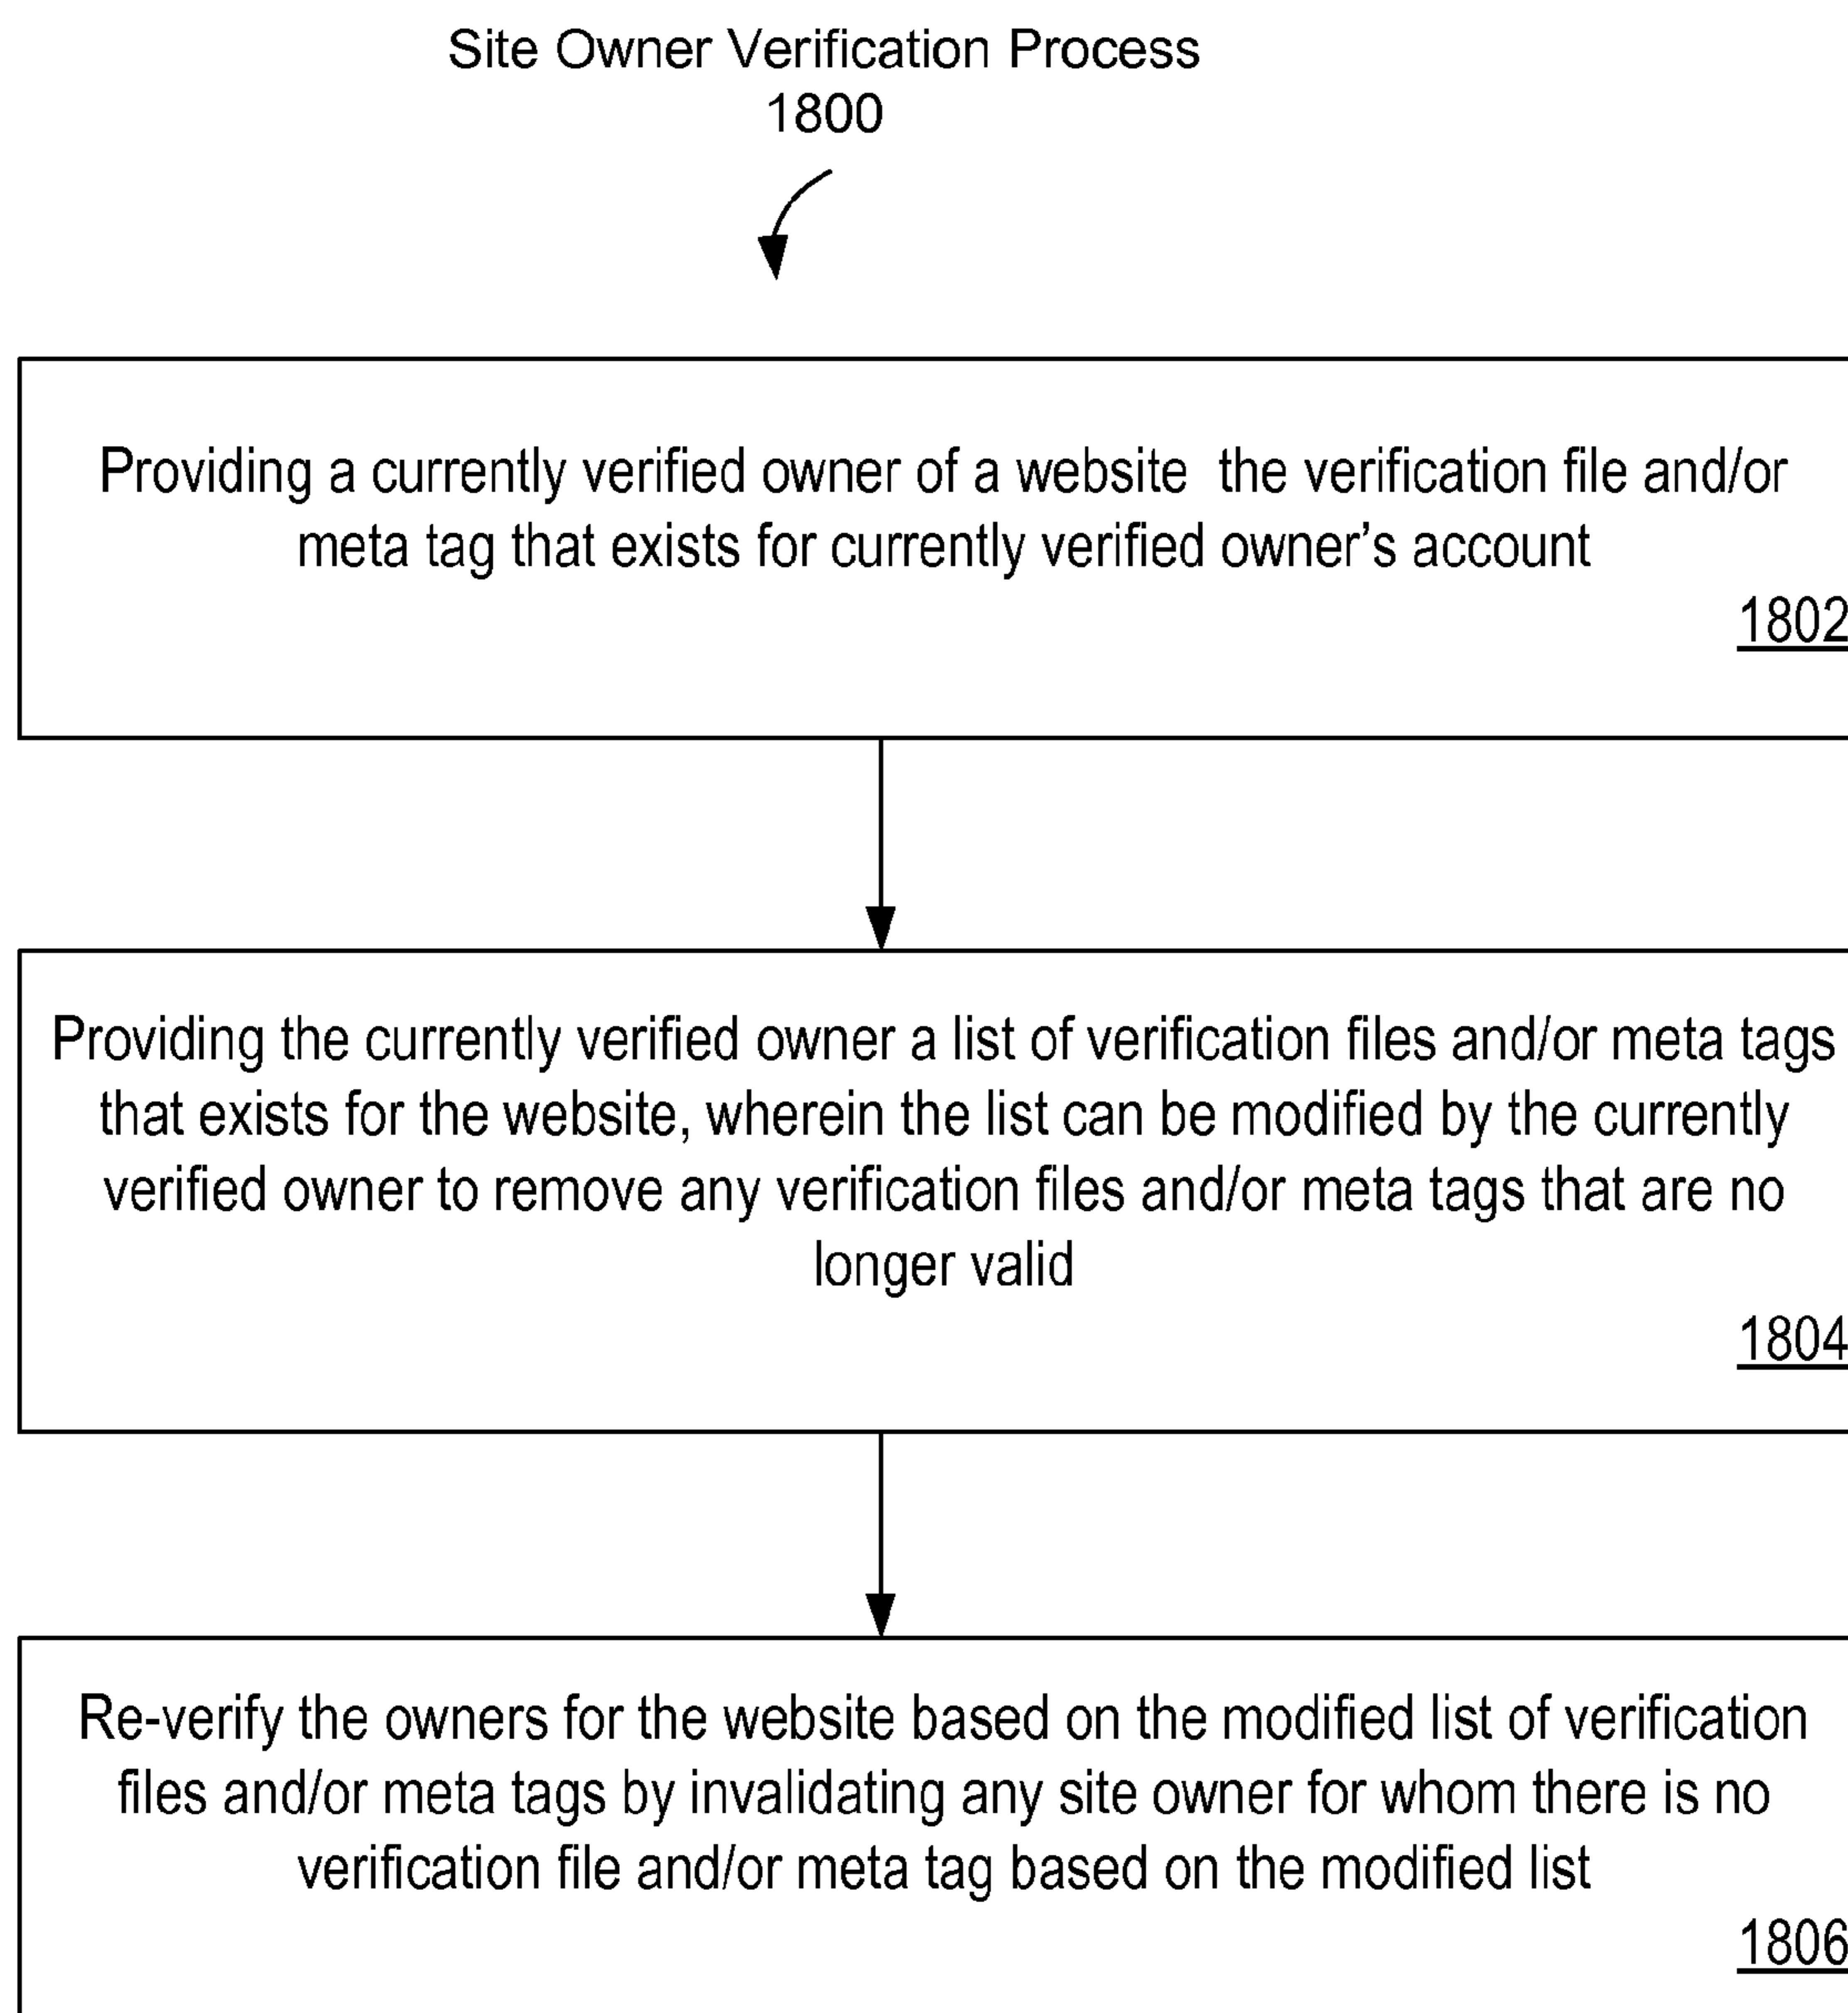 Site Owner Verification Process
1800
Providing a currently verified owner of a website the verification file and/or
meta tag that exists for currently verified owner's account
1802
Providing the currently verified owner a list of verification files and/or meta tags
that exists for the website, wherein the list can be modified by the currently
verified owner to remove any verification files and/or meta tags that are no
longer valid
1804
Re-verify the owners for the website based on the modified list of verification
files and/or meta tags by invalidating any site owner for whom there is no
verification file and/or meta tag based on the modified list
1806